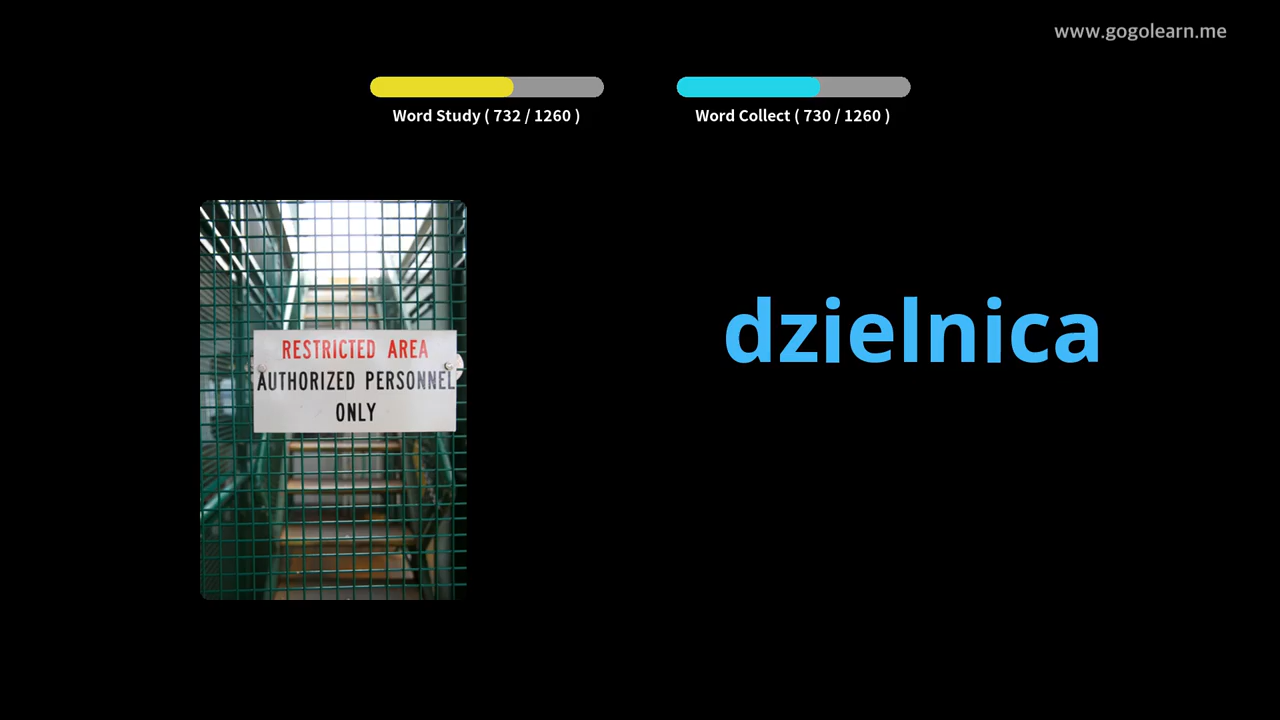 www.gogolearn.me
Word Study ( 732 / 1260 )
Word Collect ( 730 / 1260 )
RESTRICTED AREA
AUTHORIZED PERSONNEL
ONLY
dzielnica